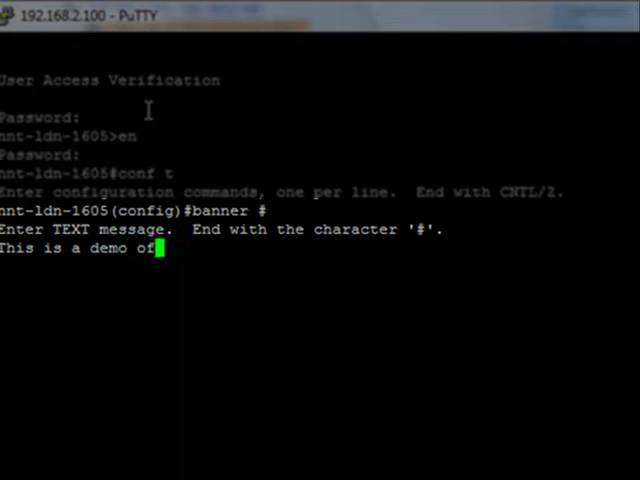 192.168.2.100 - PuTTY
User Access Verification
Password:
nnt-ldn-1605>en
Password:
nnt-ldn-1605#conf t
Enter configuration commands, one per line.  End with CNTL/Z.
nnt-ldn-1605(config)#banner #
Enter TEXT message.  End with the character '#'.
This is a demo of